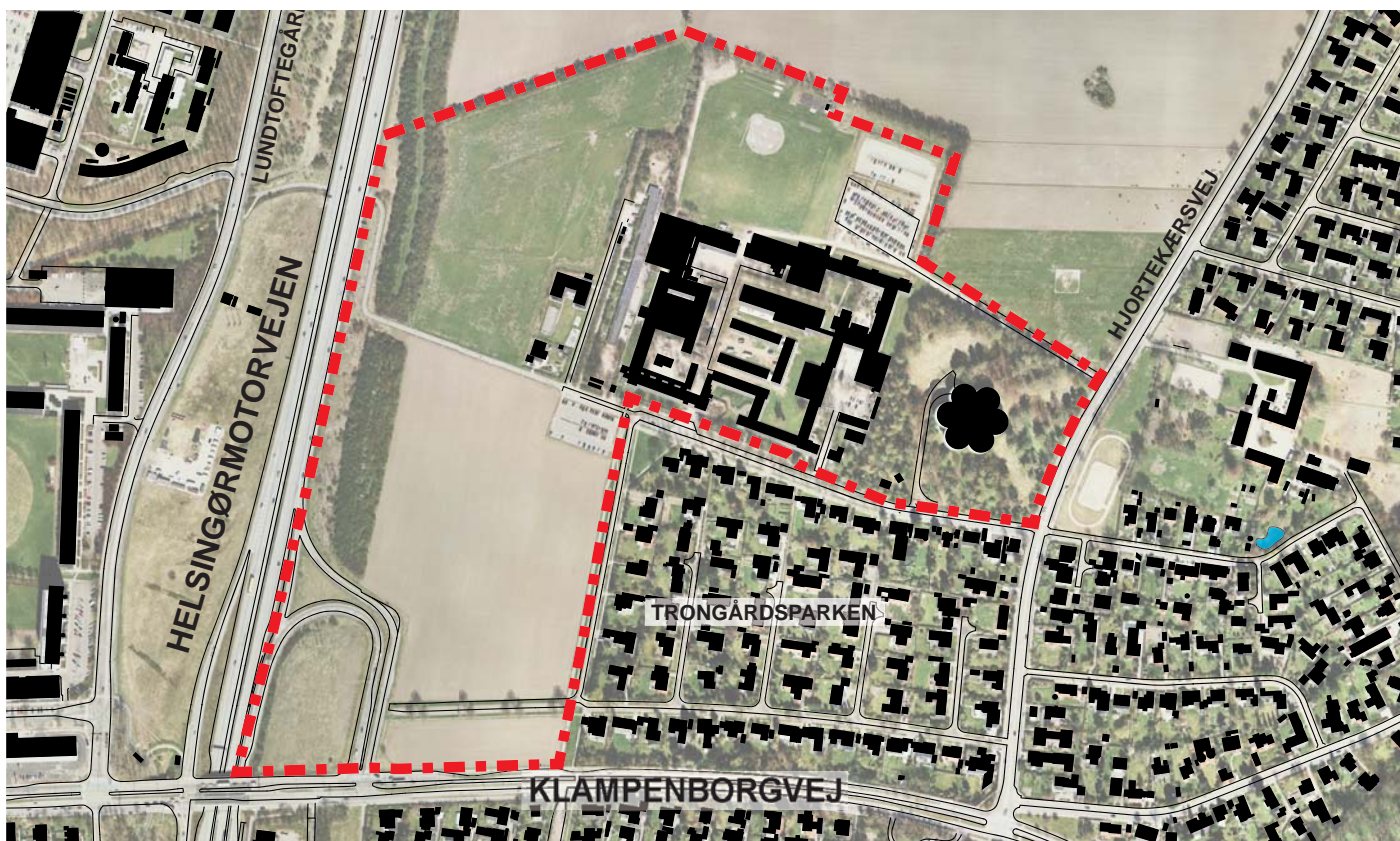 LUNDTOFTEGÅR
HELSINGØRMOTORVEJEN
HJORTEKÆRSVEJ
TRONGÅRDSPARKEN
KLAMPENBORGVEJ